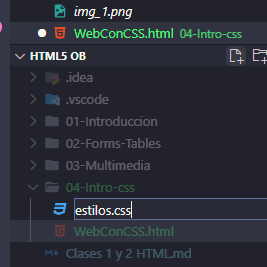 img_1.png
WebConCSS.html 04-Intro-css
HTML5 OB
.idea
.vscode
01-Introduccion
02-Forms-Tables
03-Multimedia
04-Intro-css
estilos.css
WebConCSS.html
Clases 1 y 2 HTML.md